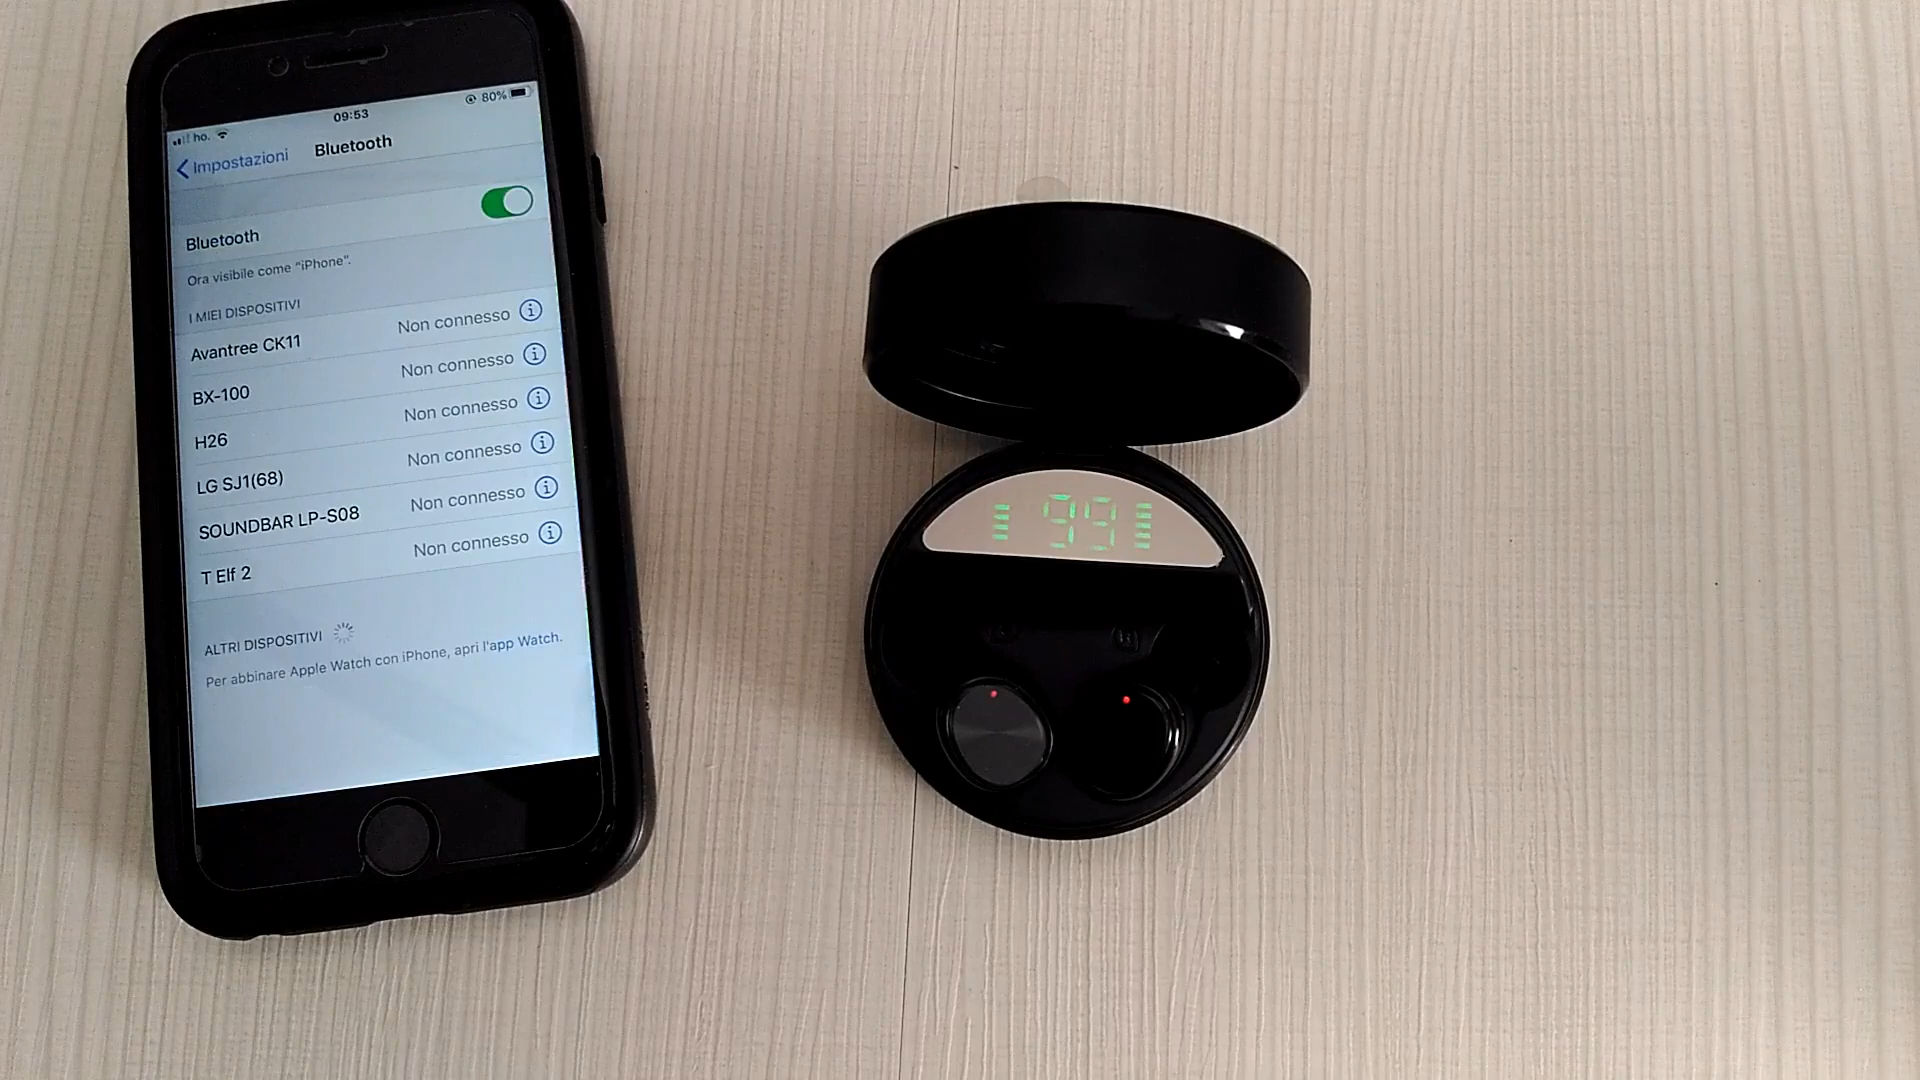 ho. 09:53 80%
Impostazioni Bluetooth
Bluetooth
Ora visibile come “iPhone”.
I MIEI DISPOSITIVI
Avantree CK11 Non connesso
BX-100 Non connesso
H26 Non connesso
LG SJ1(68) Non connesso
SOUNDBAR LP-S08 Non connesso
T Elf 2 Non connesso
ALTRI DISPOSITIVI
Per abbinare Apple Watch con iPhone, apri l'app Watch.
99